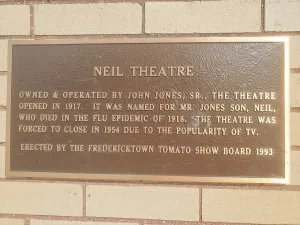 NEIL THEATRE
OWNED & OPERATED BY JOHN JONES, SR., THE THEATRE
OPENED IN 1917. IT WAS NAMED FOR MR. JONES SON, NEIL,
WHO DIED IN THE FLU EPIDEMIC OF 1918. THE THEATRE WAS
FORCED TO CLOSE IN 1954 DUE TO THE POPULARITY OF TV.
ERECTED BY THE FREDERICKTOWN TOMATO SHOW BOARD 1993